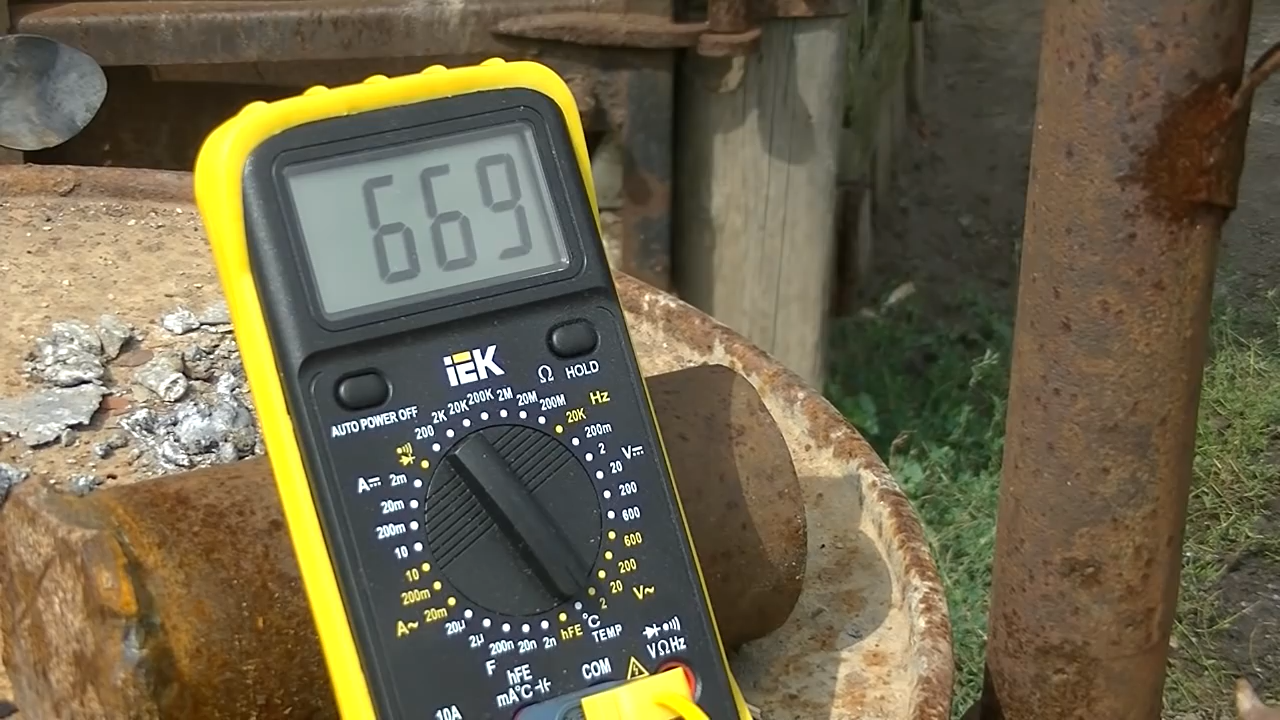 669
IEK
AUTO POWER OFF
Ω HOLD
200 2K 20K 200K 2M 20M 200M
20K Hz
200m
2 V⎓
20
200
600
600
200
20 V~
2
°C TEMP
hFE
A⎓ 2m
20m
200m
10
10
200m
A~ 20m
20μ
2μ 200n 20n 2n
F
hFE
mA°C
COM
VΩHz
10A